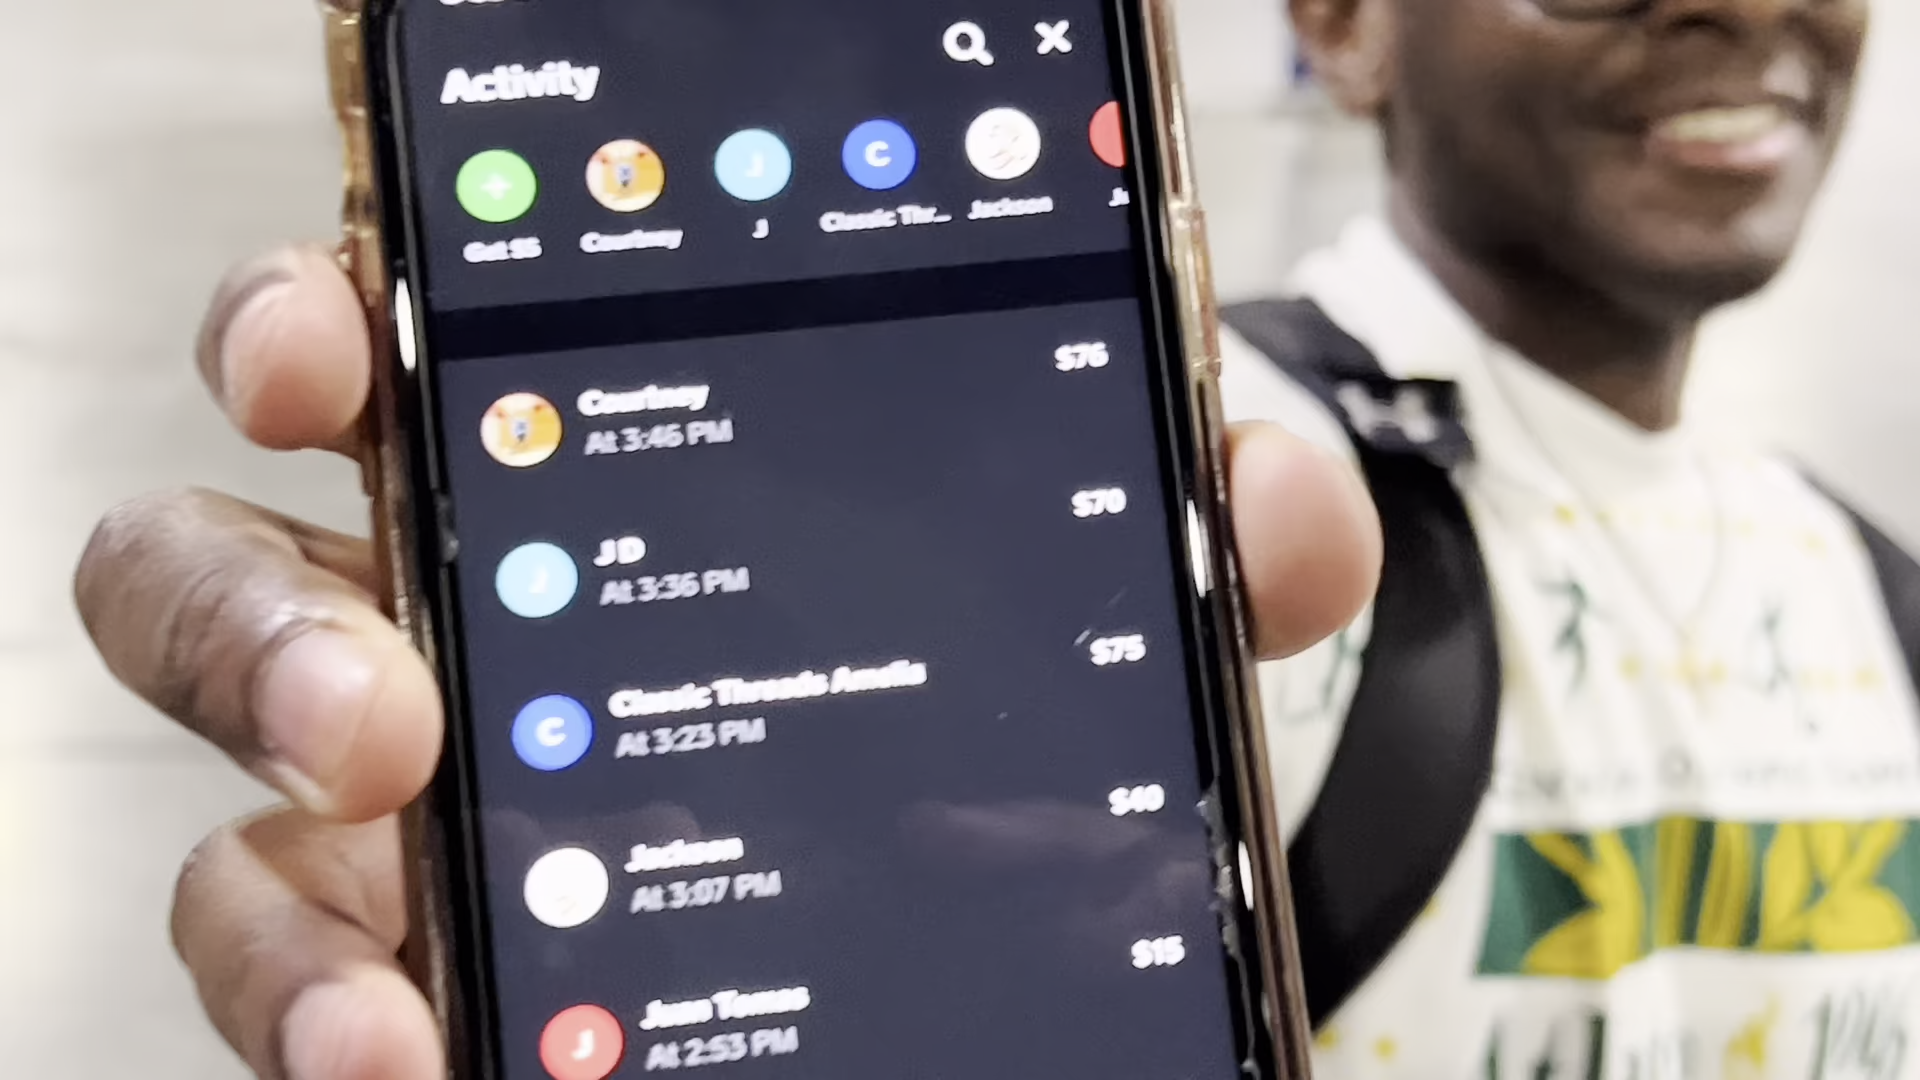 Activity
Get $5
Courtney
J
J
C
Classic Thr...
Jackson
Ju
Courtney
$76
At 3:46 PM
J
J D
$70
At 3:36 PM
C
Classic Threads Amelia
$75
At 3:23 PM
Jackson
$40
At 3:07 PM
J
Juan Tomas
$15
At 2:53 PM